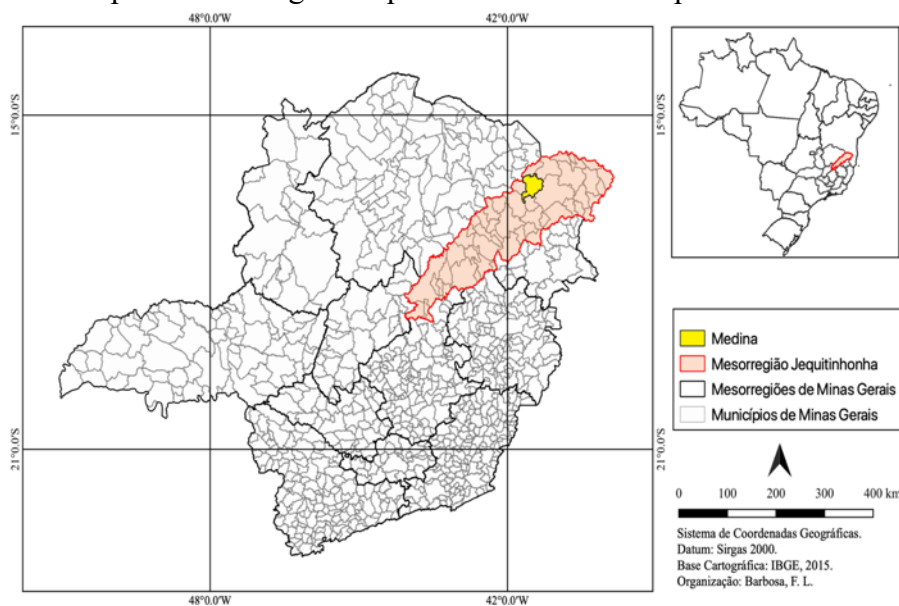 48°0.0'W 42°0.0'W
15°0.0'S 15°0.0'S
21°0.0'S 21°0.0'S
48°0.0'W 42°0.0'W
Medina
Mesorregião Jequitinhonha
Mesorregiões de Minas Gerais
Municípios de Minas Gerais
0 100 200 300 400 km
Sistema de Coordenadas Geográficas.
Datum: Sirgas 2000.
Base Cartográfica: IBGE, 2015.
Organização: Barbosa, F. L.